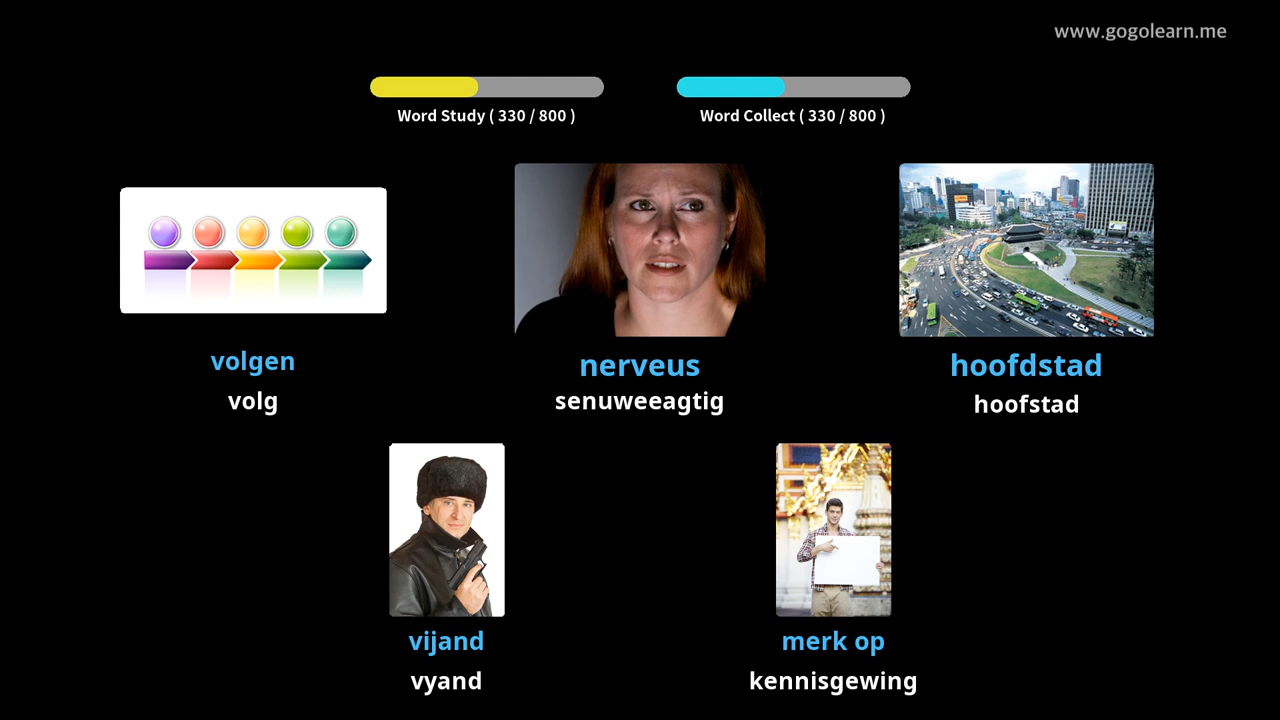 www.gogolearn.me
Word Study ( 330 / 800 )
Word Collect ( 330 / 800 )
volgen
volg
nerveus
senuweeagtig
hoofdstad
hoofstad
vijand
vyand
merk op
kennisgewing